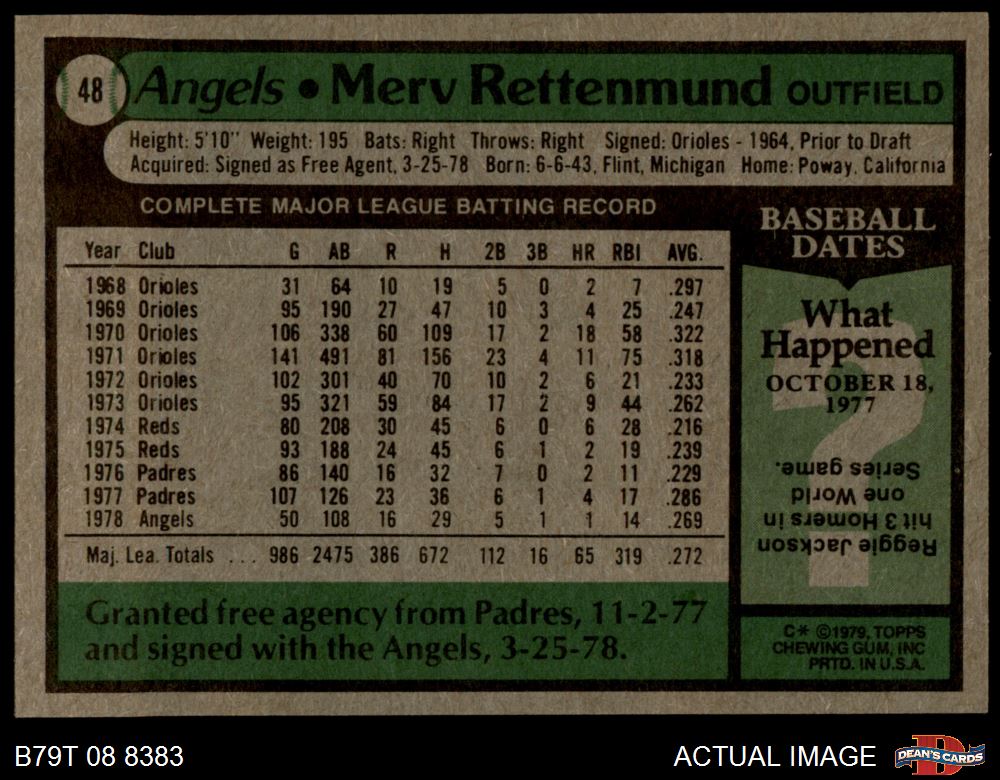 48 Angels • Merv Rettenmund OUTFIELD
Height: 5'10" Weight: 195 Bats: Right Throws: Right Signed: Orioles - 1964, Prior to Draft
Acquired: Signed as Free Agent, 3-25-78 Born: 6-6-43, Flint, Michigan Home: Poway, California
COMPLETE MAJOR LEAGUE BATTING RECORD
Year Club G AB R H 2B 3B HR RBI AVG.
1968 Orioles 31 64 10 19 5 0 2 7 .297
1969 Orioles 95 190 27 47 10 3 4 25 .247
1970 Orioles 106 338 60 109 17 2 18 58 .322
1971 Orioles 141 491 81 156 23 4 11 75 .318
1972 Orioles 102 301 40 70 10 2 6 21 .233
1973 Orioles 95 321 59 84 17 2 9 44 .262
1974 Reds 80 208 30 45 6 0 6 28 .216
1975 Reds 93 188 24 45 6 1 2 19 .239
1976 Padres 86 140 16 32 7 0 2 11 .229
1977 Padres 107 126 23 36 6 1 4 17 .286
1978 Angels 50 108 16 29 5 1 1 14 .269
Maj. Lea. Totals ... 986 2475 386 672 112 16 65 319 .272
Granted free agency from Padres, 11-2-77
and signed with the Angels, 3-25-78.
BASEBALL
DATES
What
Happened
OCTOBER 18,
1977
?
Reggie Jackson
hit 3 Homers in
one World
Series game.
C* ©1979, TOPPS
CHEWING GUM, INC
PRTD. IN U.S.A.
B79T 08 8383
ACTUAL IMAGE
D
DEAN'S CARDS